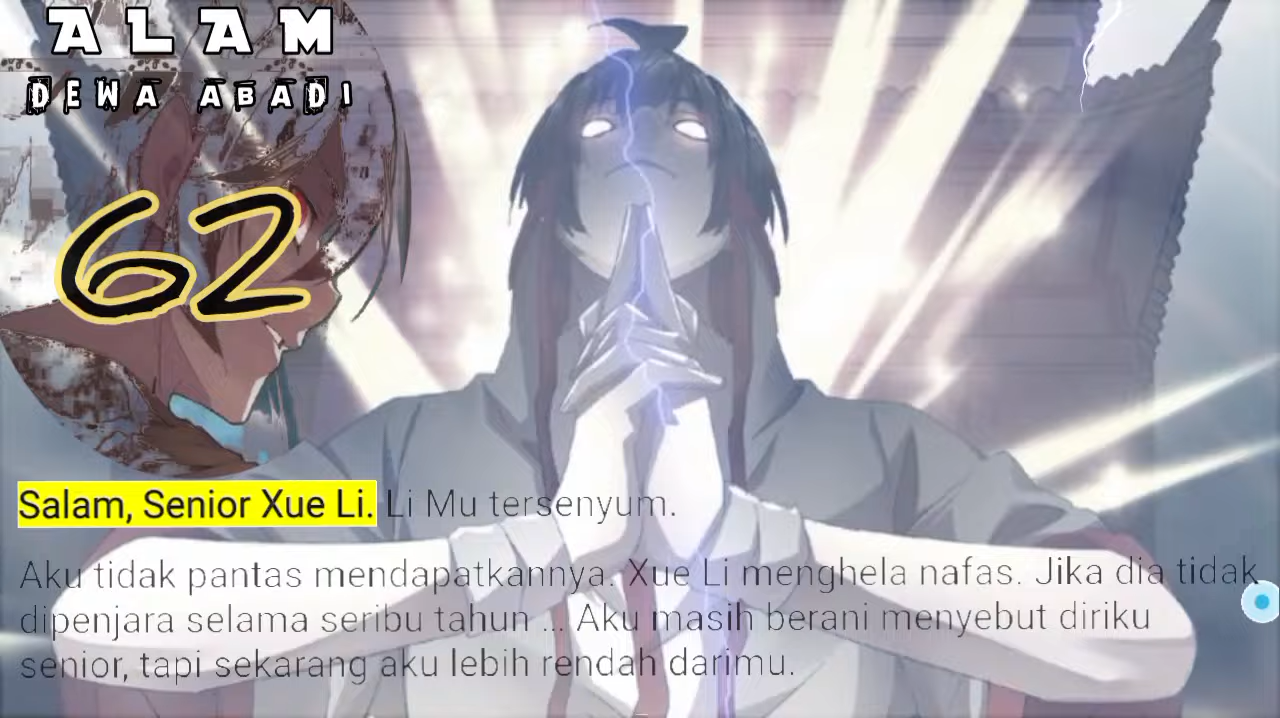 ALAM
DEWA ABADI
62
Salam, Senior Xue Li. Li Mu tersenyum.
Aku tidak pantas mendapatkannya. Xue Li menghela nafas. Jika dia tidak
dipenjara selama seribu tahun ... Aku masih berani menyebut diriku
senior, tapi sekarang aku lebih rendah darimu.